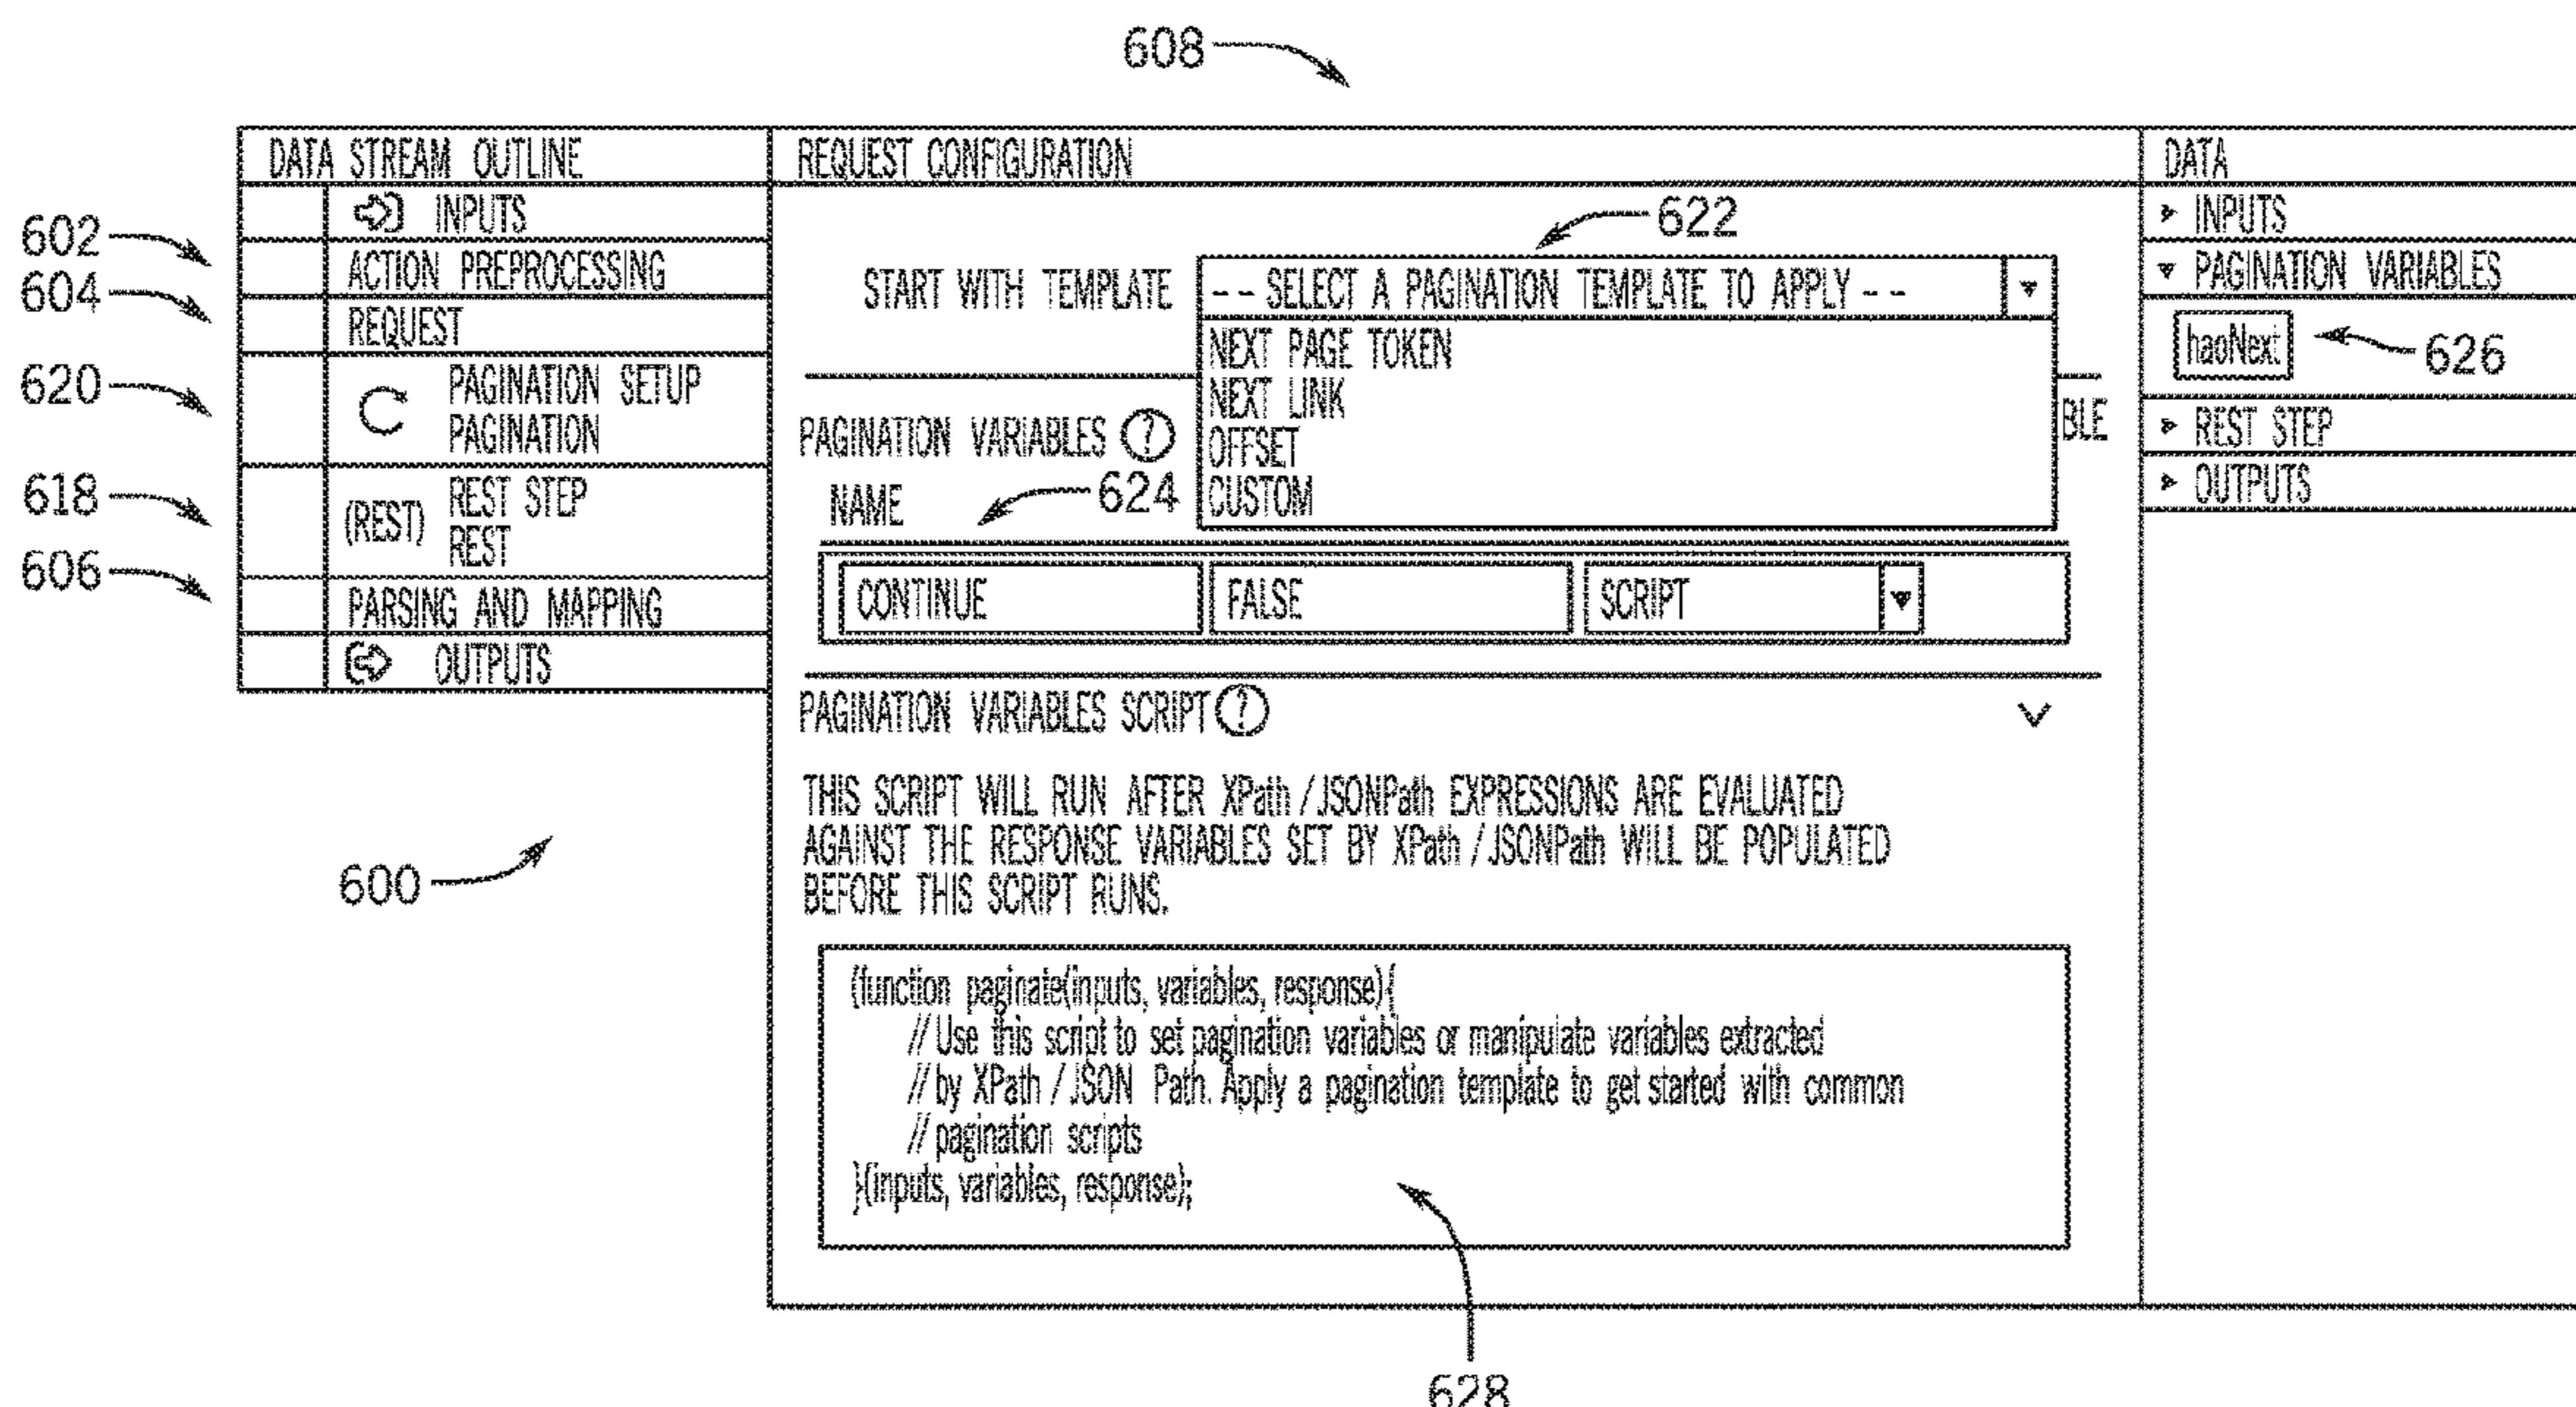 608
DATA STREAM OUTLINE
REQUEST CONFIGURATION
DATA
602
604
620
618
606
INPUTS
ACTION PREPROCESSING
REQUEST
PAGINATION SETUP
PAGINATION
(REST)
REST STEP
REST
PARSING AND MAPPING
OUTPUTS
600
622
START WITH TEMPLATE
-- SELECT A PAGINATION TEMPLATE TO APPLY --
NEXT PAGE TOKEN
NEXT LINK
OFFSET
CUSTOM
PAGINATION VARIABLES ?
BLE
NAME
624
CONTINUE
FALSE
SCRIPT
PAGINATION VARIABLES SCRIPT ?
THIS SCRIPT WILL RUN AFTER XPath / JSONPath EXPRESSIONS ARE EVALUATED
AGAINST THE RESPONSE VARIABLES SET BY XPath / JSONPath WILL BE POPULATED
BEFORE THIS SCRIPT RUNS.
(function paginate(inputs, variables, response){
// Use this script to set pagination variables or manipulate variables extracted
// by XPath / JSON Path. Apply a pagination template to get started with common
// pagination scripts
}(inputs, variables, response);
628
INPUTS
PAGINATION VARIABLES
haoNext
626
REST STEP
OUTPUTS